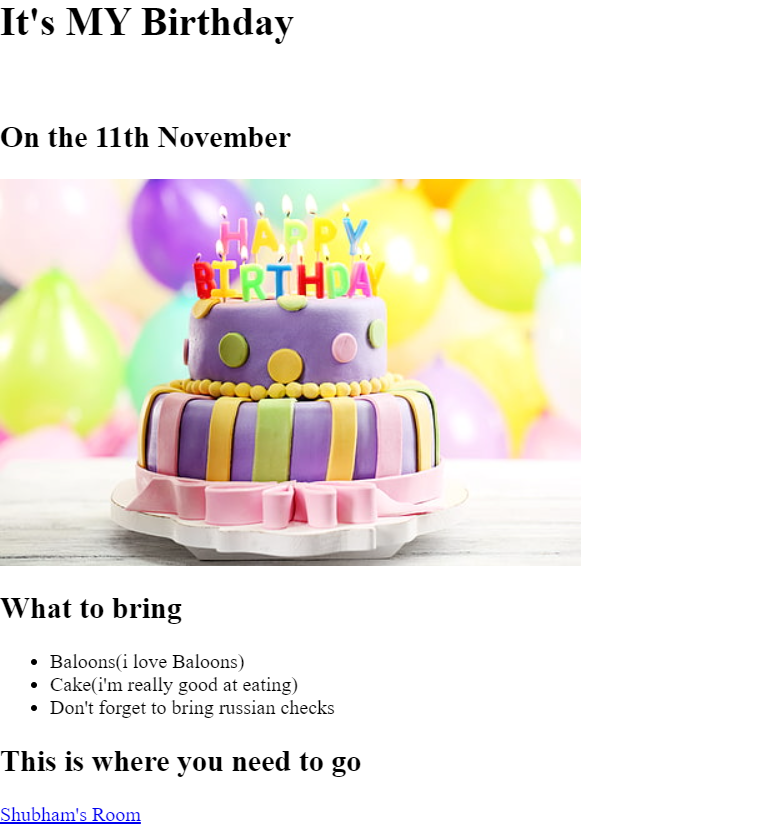 It's MY Birthday
On the 11th November
HAPPY
BIRTHDAY
What to bring
Baloons(i love Baloons)
Cake(i'm really good at eating)
Don't forget to bring russian checks
This is where you need to go
Shubham's Room